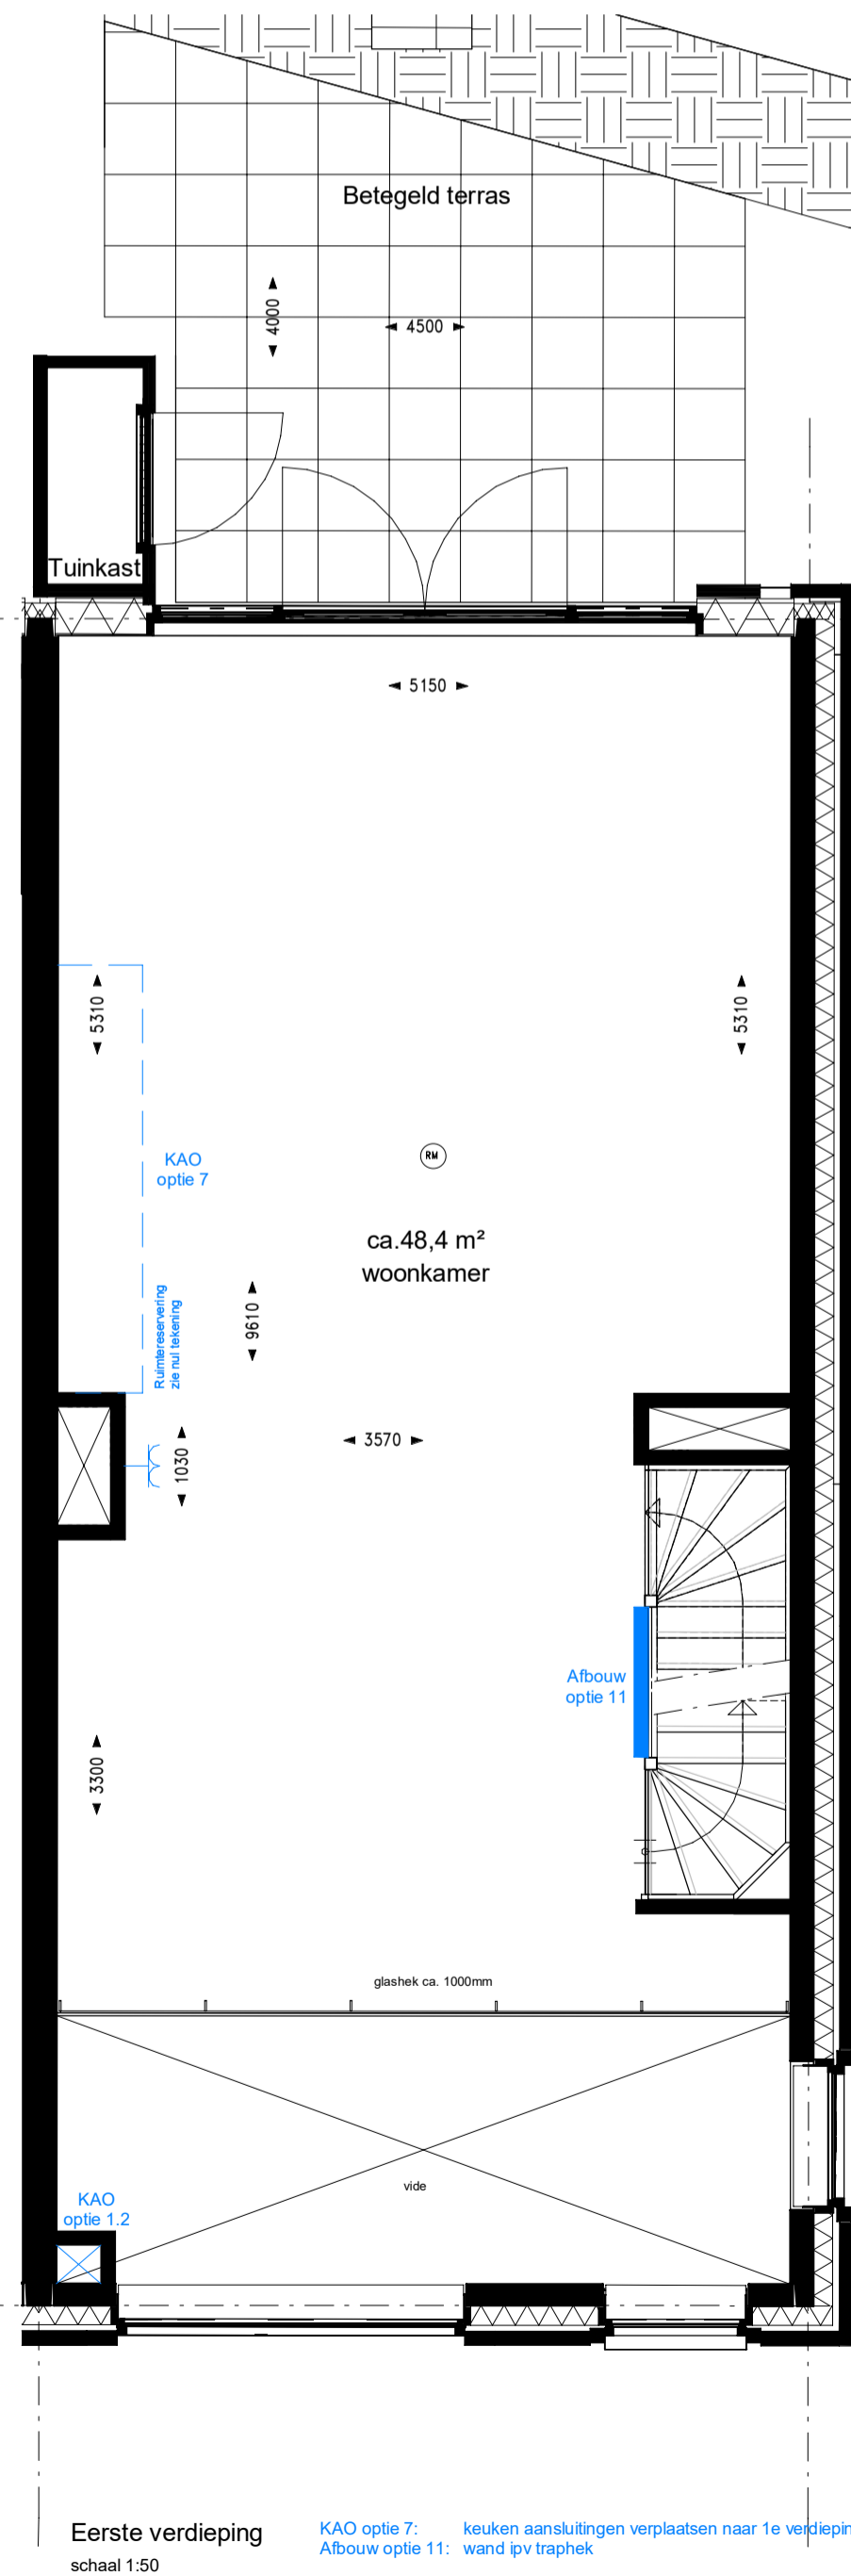 Betegeld terras
4000
4500
Tuinkast
5150
5310
5310
KAO
optie 7
RM
ca.48,4 m²
woonkamer
Ruimtereservering
zie nul tekening
9610
3570
1030
Afbouw
optie 11
3300
glashek ca. 1000mm
vide
KAO
optie 1.2
Eerste verdieping
schaal 1:50
KAO optie 7: keuken aansluitingen verplaatsen naar 1e verdiepin
Afbouw optie 11: wand ipv traphek